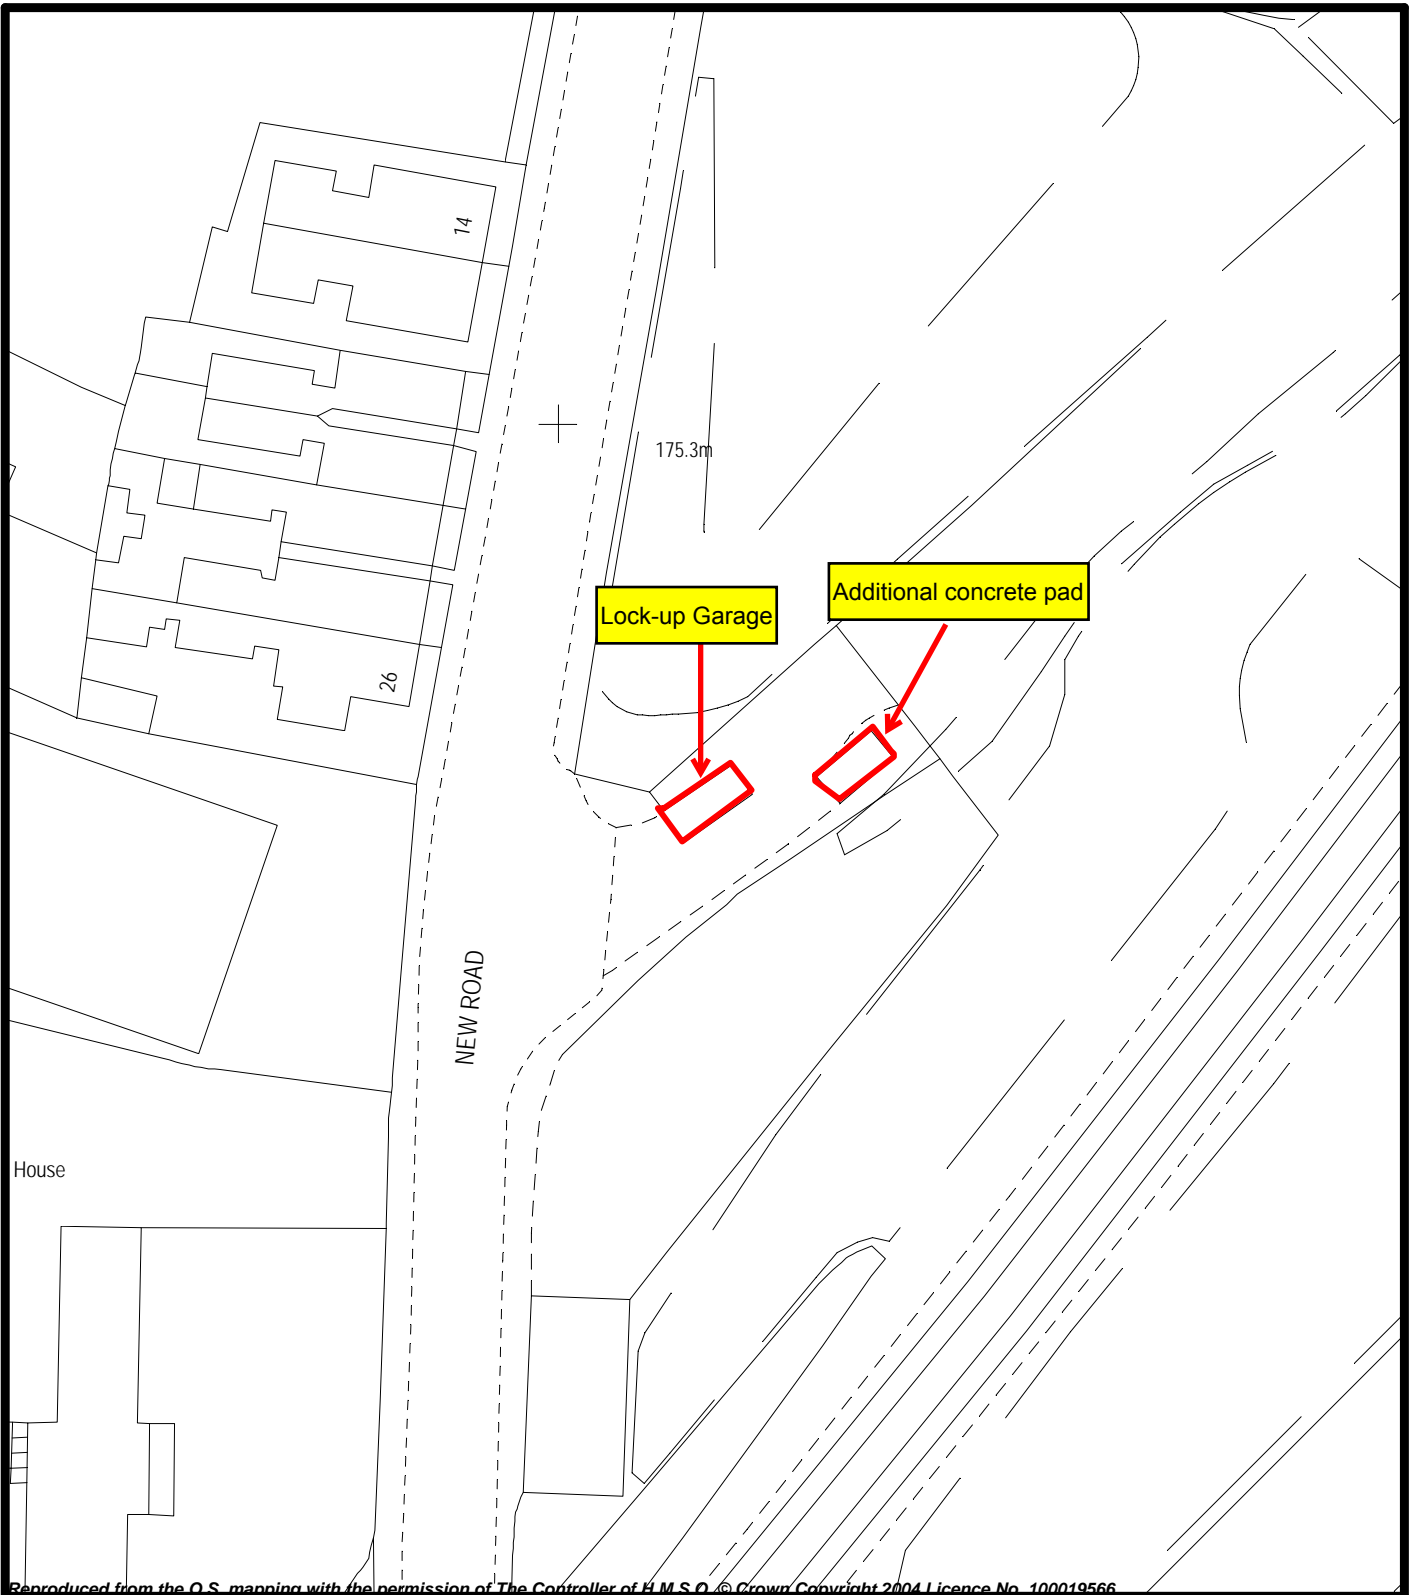 14
175.3m
Additional concrete pad
Lock-up Garage
26
NEW ROAD
House
Reproduced from the O.S. mapping with the permission of The Controller of H.M.S.O. © Crown Copyright 2004 Licence No. 100019566